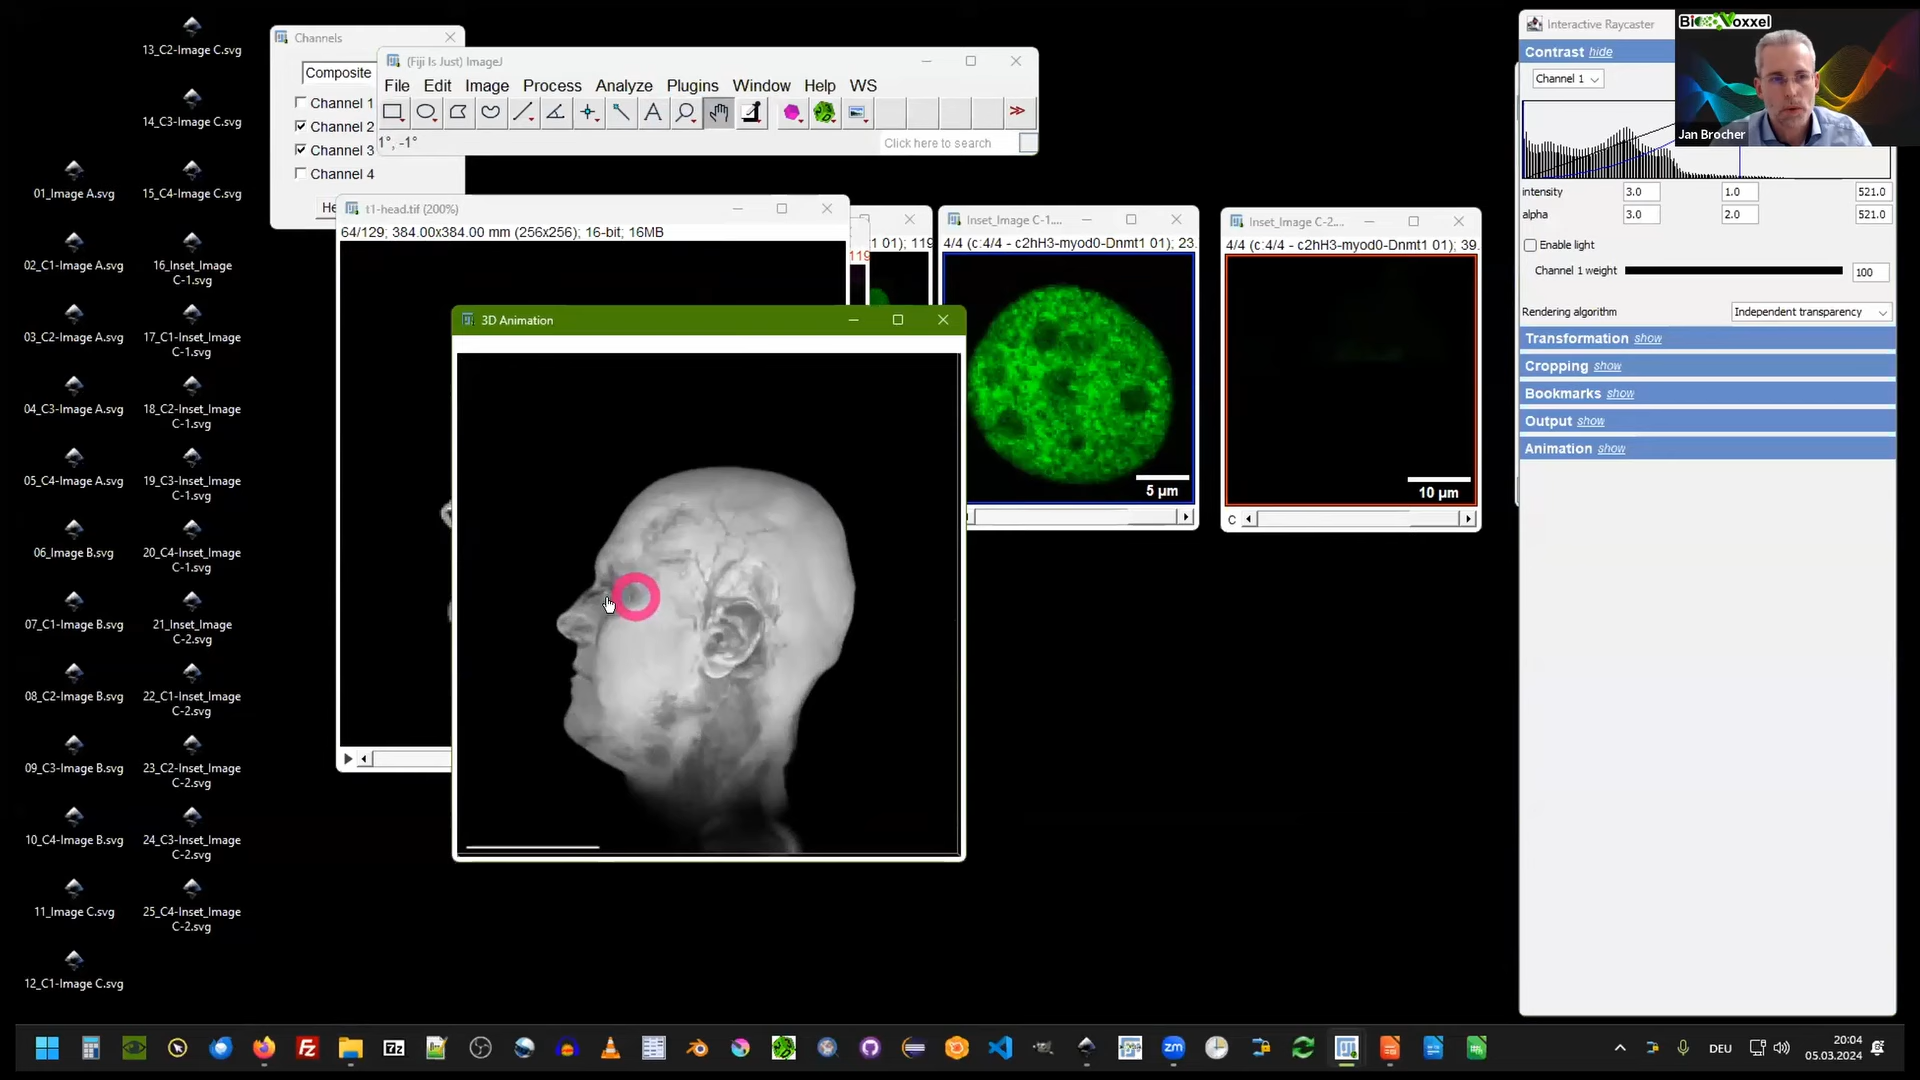 13_C2-Image C.svg
14_C3-Image C.svg
01_Image A.svg
15_C4-Image C.svg
02_C1-Image A.svg
16_Inset_Image
C-1.svg
03_C2-Image A.svg
17_C1-Inset_Image
C-1.svg
04_C3-Image A.svg
18_C2-Inset_Image
C-1.svg
05_C4-Image A.svg
19_C3-Inset_Image
C-1.svg
06_Image B.svg
20_C4-Inset_Image
C-1.svg
07_C1-Image B.svg
21_Inset_Image
C-2.svg
08_C2-Image B.svg
22_C1-Inset_Image
C-2.svg
09_C3-Image B.svg
23_C2-Inset_Image
C-2.svg
10_C4-Image B.svg
24_C3-Inset_Image
C-2.svg
11_Image C.svg
25_C4-Inset_Image
C-2.svg
12_C1-Image C.svg
Channels
Composite
Channel 1
Channel 2
Channel 3
Channel 4
He
(Fiji Is Just) ImageJ
File Edit Image Process Analyze Plugins Window Help WS
1°, -1°
Click here to search
t1-head.tif (200%)
64/129; 384.00x384.00 mm (256x256); 16-bit; 16MB
1 01); 119
119
3D Animation
Inset_Image C-1....
4/4 (c:4/4 - c2hH3-myod0-Dnmt1 01); 23.
5 µm
Inset_Image C-2....
4/4 (c:4/4 - c2hH3-myod0-Dnmt1 01); 39.
10 µm
C
Interactive Raycaster
Contrast hide
Channel 1
BioVoxxel
Jan Brocher
intensity 3.0 1.0 521.0
alpha 3.0 2.0 521.0
Enable light
Channel 1 weight 100
Rendering algorithm Independent transparency
Transformation show
Cropping show
Bookmarks show
Output show
Animation show
Fz
7z
zm
DEU
20:04
05.03.2024